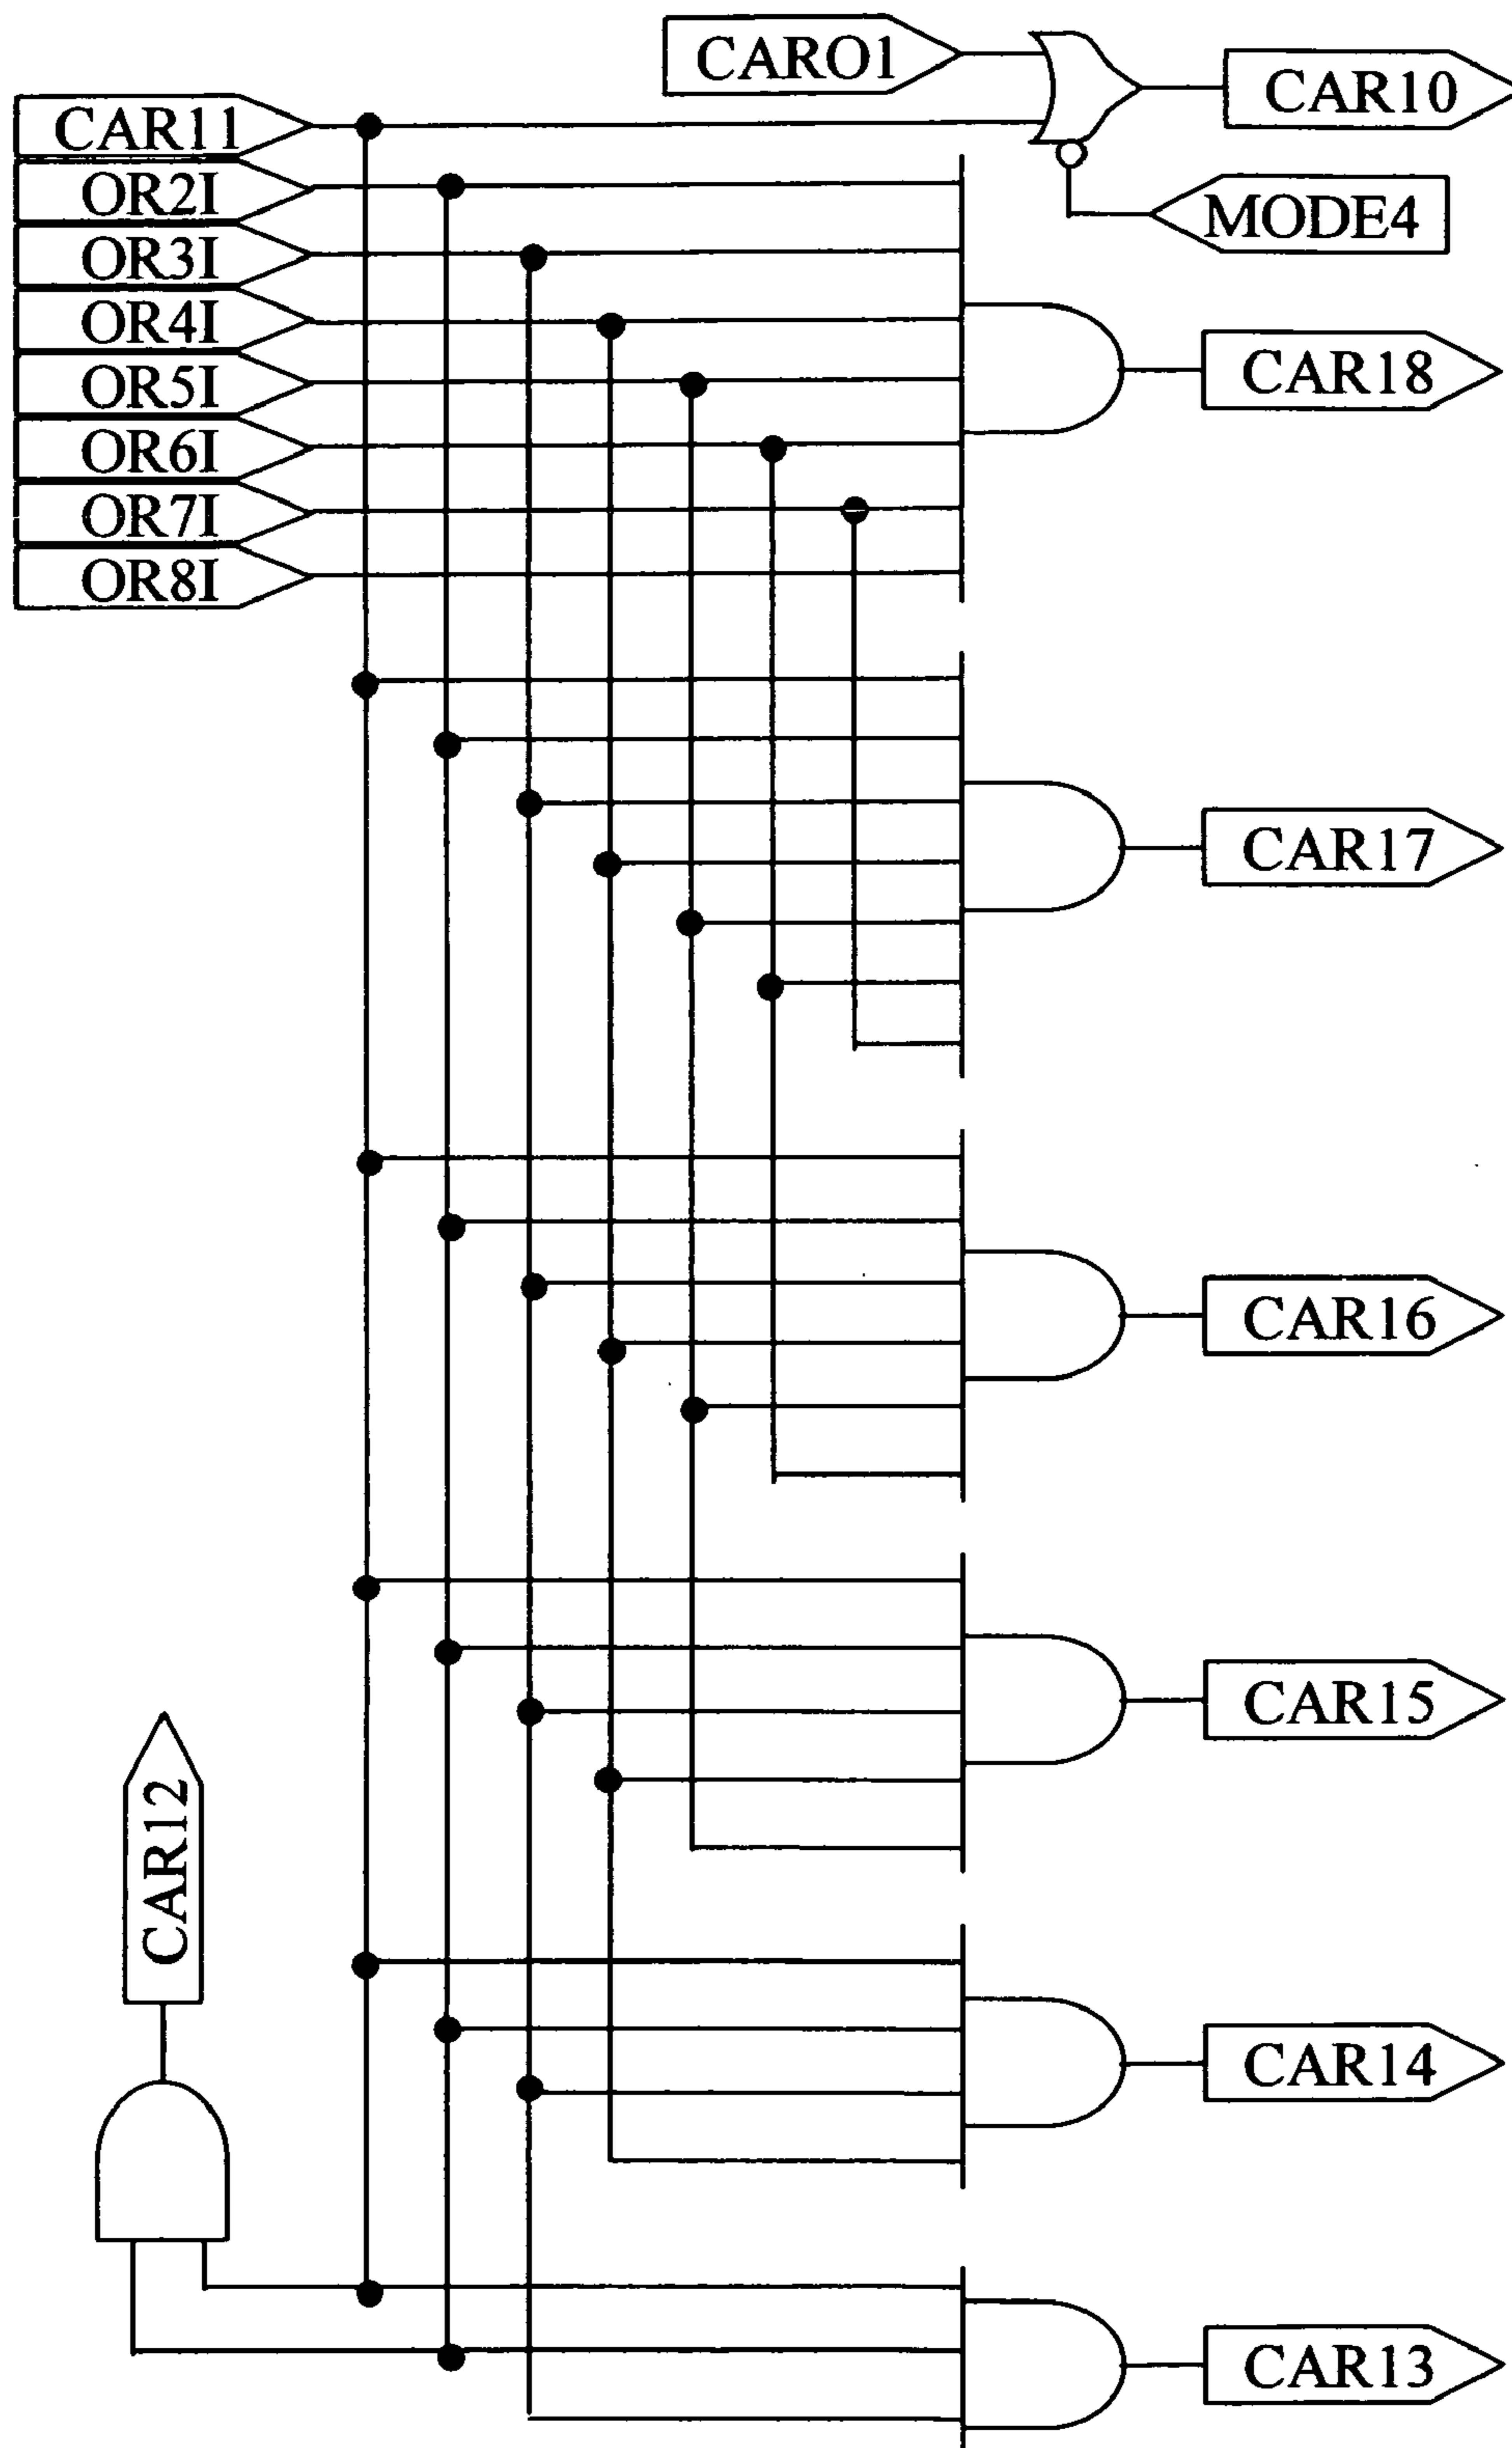 CARO1
CAR10
CAR11
OR2I
MODE4
OR3I
OR4I
CAR18
OR5I
OR6I
OR7I
OR8I
CAR17
CAR16
CAR15
CAR12
CAR14
CAR13